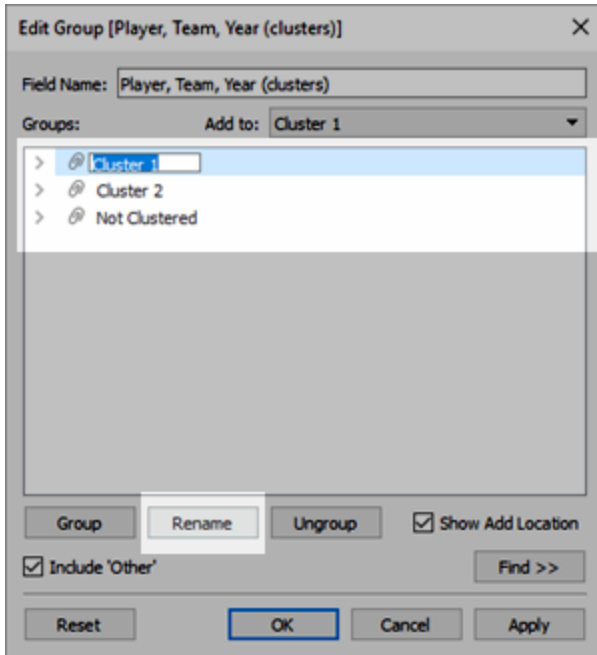 Edit Group [Player, Team, Year (clusters)]
Field Name: Player, Team, Year (clusters)
Groups: Add to: Cluster 1
Cluster 1
Cluster 2
Not Clustered
Group Rename Ungroup Show Add Location
Include 'Other' Find >>
Reset OK Cancel Apply